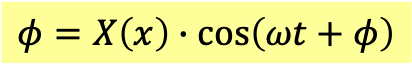 ϕ = X(x) · cos(ωt + ϕ)